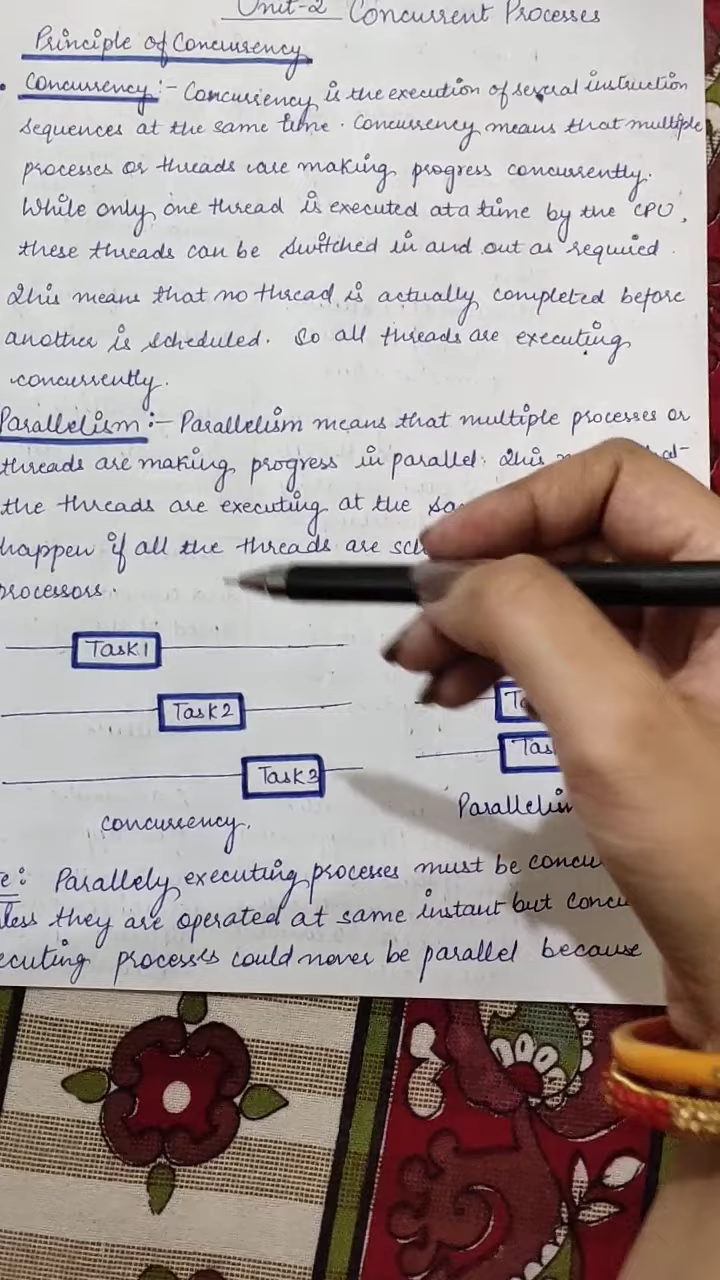 Unit-2 Concurrent Processes
Principle of Concurrency
• Concurrency :- Concurrency is the execution of several instruction
sequences at the same time. Concurrency means that multiple
processes or threads are making progress concurrently.
While only one thread is executed at a time by the CPU,
these threads can be switched in and out as required.
This means that no thread is actually completed before
another is scheduled. So all threads are executing
concurrently.
Parallelism :- Parallelism means that multiple processes or
threads are making progress in parallel. This
the threads are executing at the
happen if all the threads are
processors.
Task1
Task2
Task3
concurrency.
Parallelism
Parallely executing processes must be
they are operated at same instant but
processes could never be parallel because